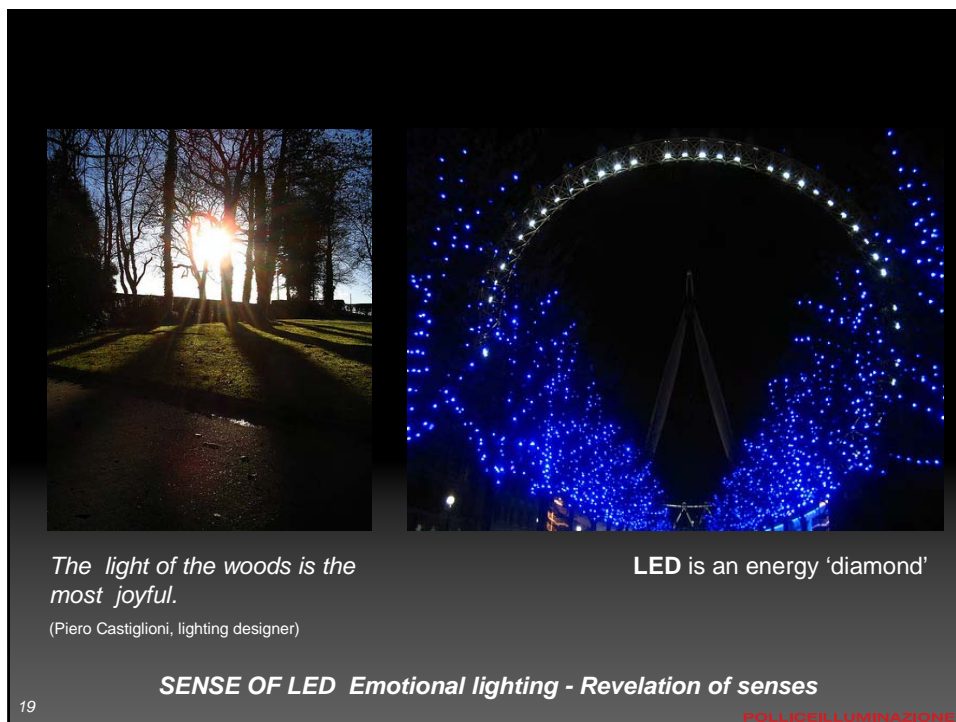 The light of the woods is the
most joyful.
(Piero Castiglioni, lighting designer)
LED is an energy ‘diamond’
SENSE OF LED Emotional lighting - Revelation of senses
19
POLLICEILLUMINAZIONE